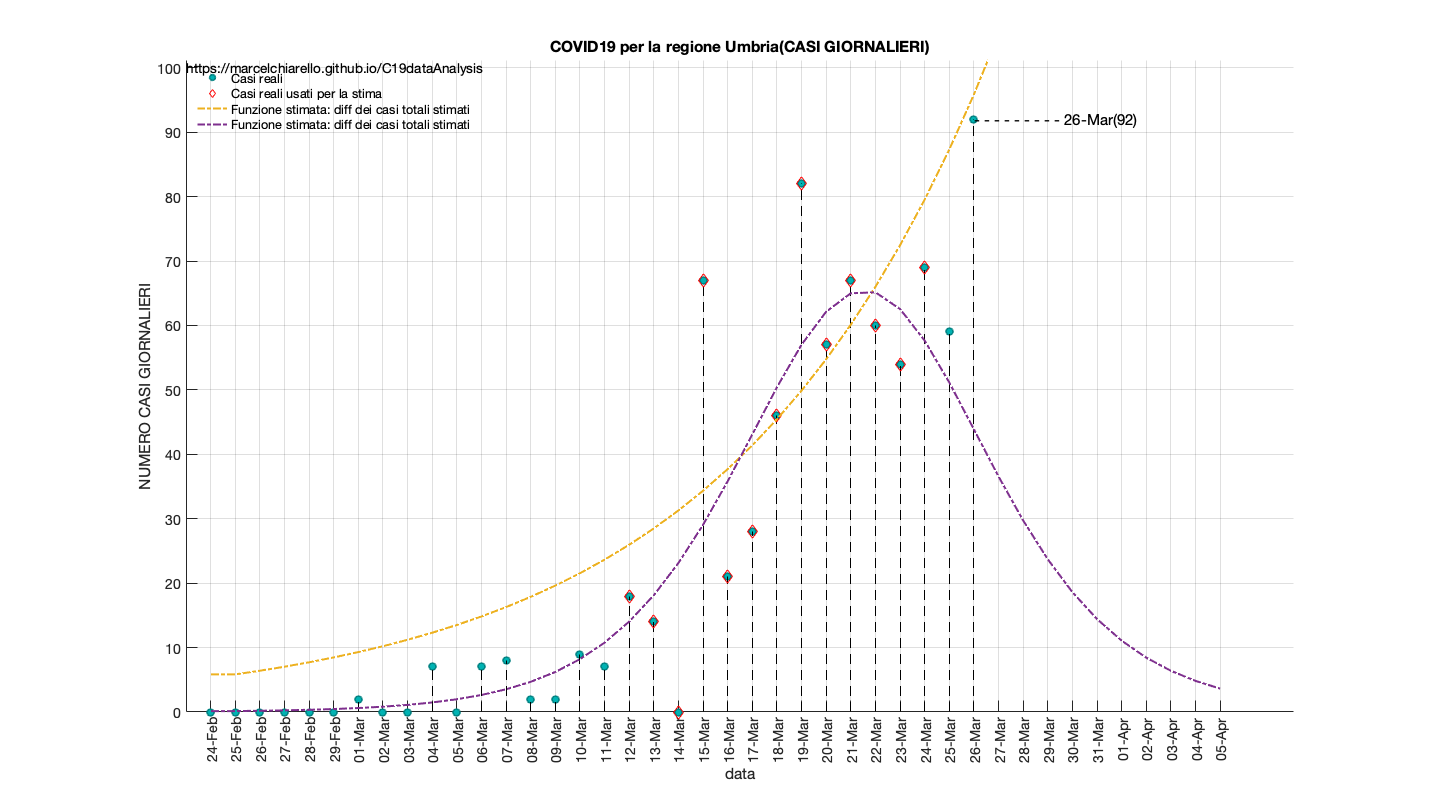 COVID19 per la regione Umbria(CASI GIORNALIERI)
https://marcelchiarello.github.io/C19dataAnalysis
Casi reali
Casi reali usati per la stima
Funzione stimata: diff dei casi totali stimati
Funzione stimata: diff dei casi totali stimati
26-Mar(92)
NUMERO CASI GIORNALIERI
100
90
80
70
60
50
40
30
20
10
0
24-Feb
25-Feb
26-Feb
27-Feb
28-Feb
29-Feb
01-Mar
02-Mar
03-Mar
04-Mar
05-Mar
06-Mar
07-Mar
08-Mar
09-Mar
10-Mar
11-Mar
12-Mar
13-Mar
14-Mar
15-Mar
16-Mar
17-Mar
18-Mar
19-Mar
20-Mar
21-Mar
22-Mar
23-Mar
24-Mar
25-Mar
26-Mar
27-Mar
28-Mar
29-Mar
30-Mar
31-Mar
01-Apr
02-Apr
03-Apr
04-Apr
05-Apr
data